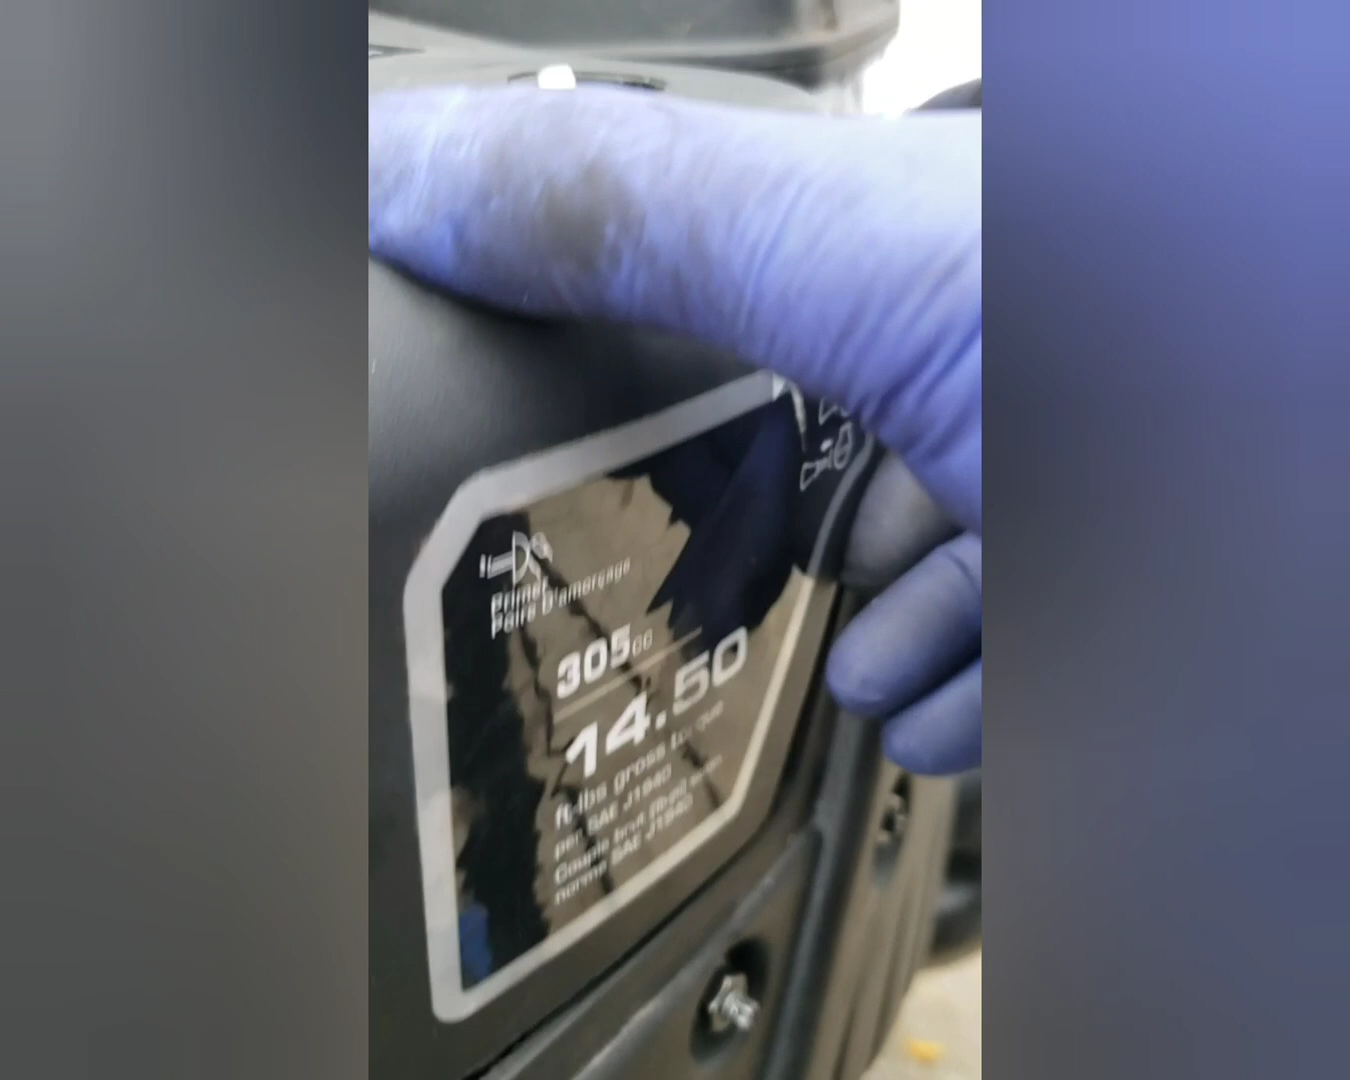 Primer
Poire D'amorçage
305cc
14.50
ft-lbs gross torque
per SAE J1940
Couple brut (lb-pi) selon
norme SAE J1940